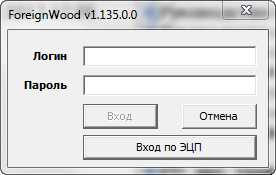 ForeignWood v1.135.0.0
Логин
Пароль
Вход
Отмена
Вход по ЭЦП